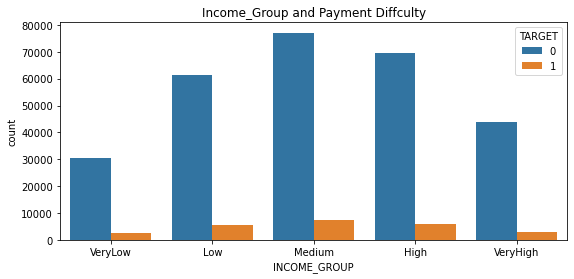 Income_Group and Payment Diffculty
TARGET
0
1
count
80000
70000
60000
50000
40000
30000
20000
10000
0
VeryLow
Low
Medium
High
VeryHigh
INCOME_GROUP